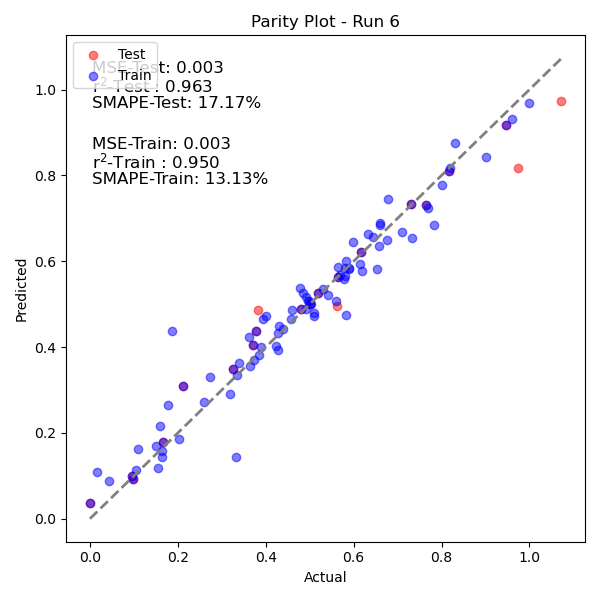 Parity Plot - Run 6
Test
Train
MSE-Test: 0.003
r²-Test : 0.963
SMAPE-Test: 17.17%
MSE-Train: 0.003
r²-Train : 0.950
SMAPE-Train: 13.13%
Predicted
1.0
0.8
0.6
0.4
0.2
0.0
0.0 0.2 0.4 0.6 0.8 1.0
Actual